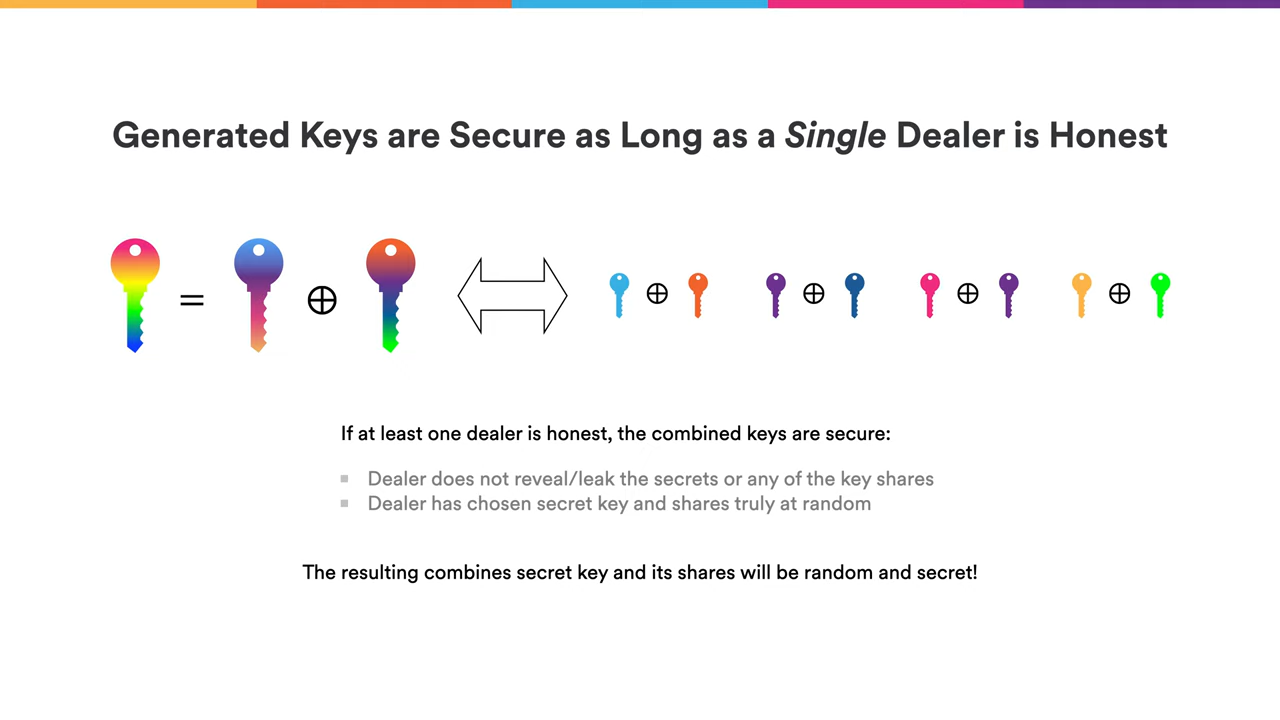 Generated Keys are Secure as Long as a Single Dealer is Honest
= ⊕ ⊕ ⊕ ⊕ ⊕
If at least one dealer is honest, the combined keys are secure:
Dealer does not reveal/leak the secrets or any of the key shares
Dealer has chosen secret key and shares truly at random
The resulting combines secret key and its shares will be random and secret!